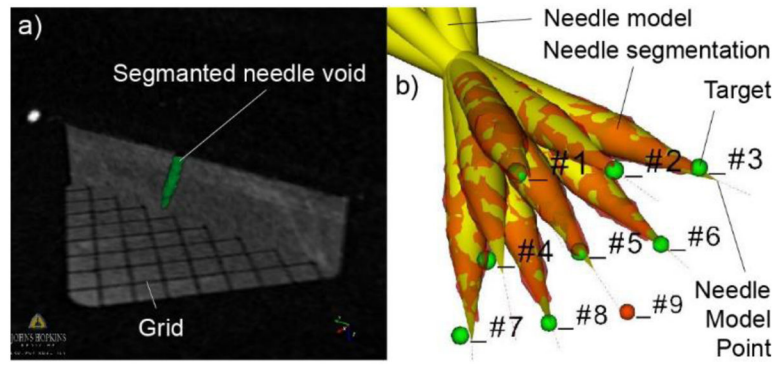 a)
Segmanted needle void
Grid
JOHNS HOPKINS
b)
Needle model
Needle segmentation
Target
_#1
_#2
_#3
_#4
_#5
_#6
_#7
_#8
_#9
Needle
Model
Point